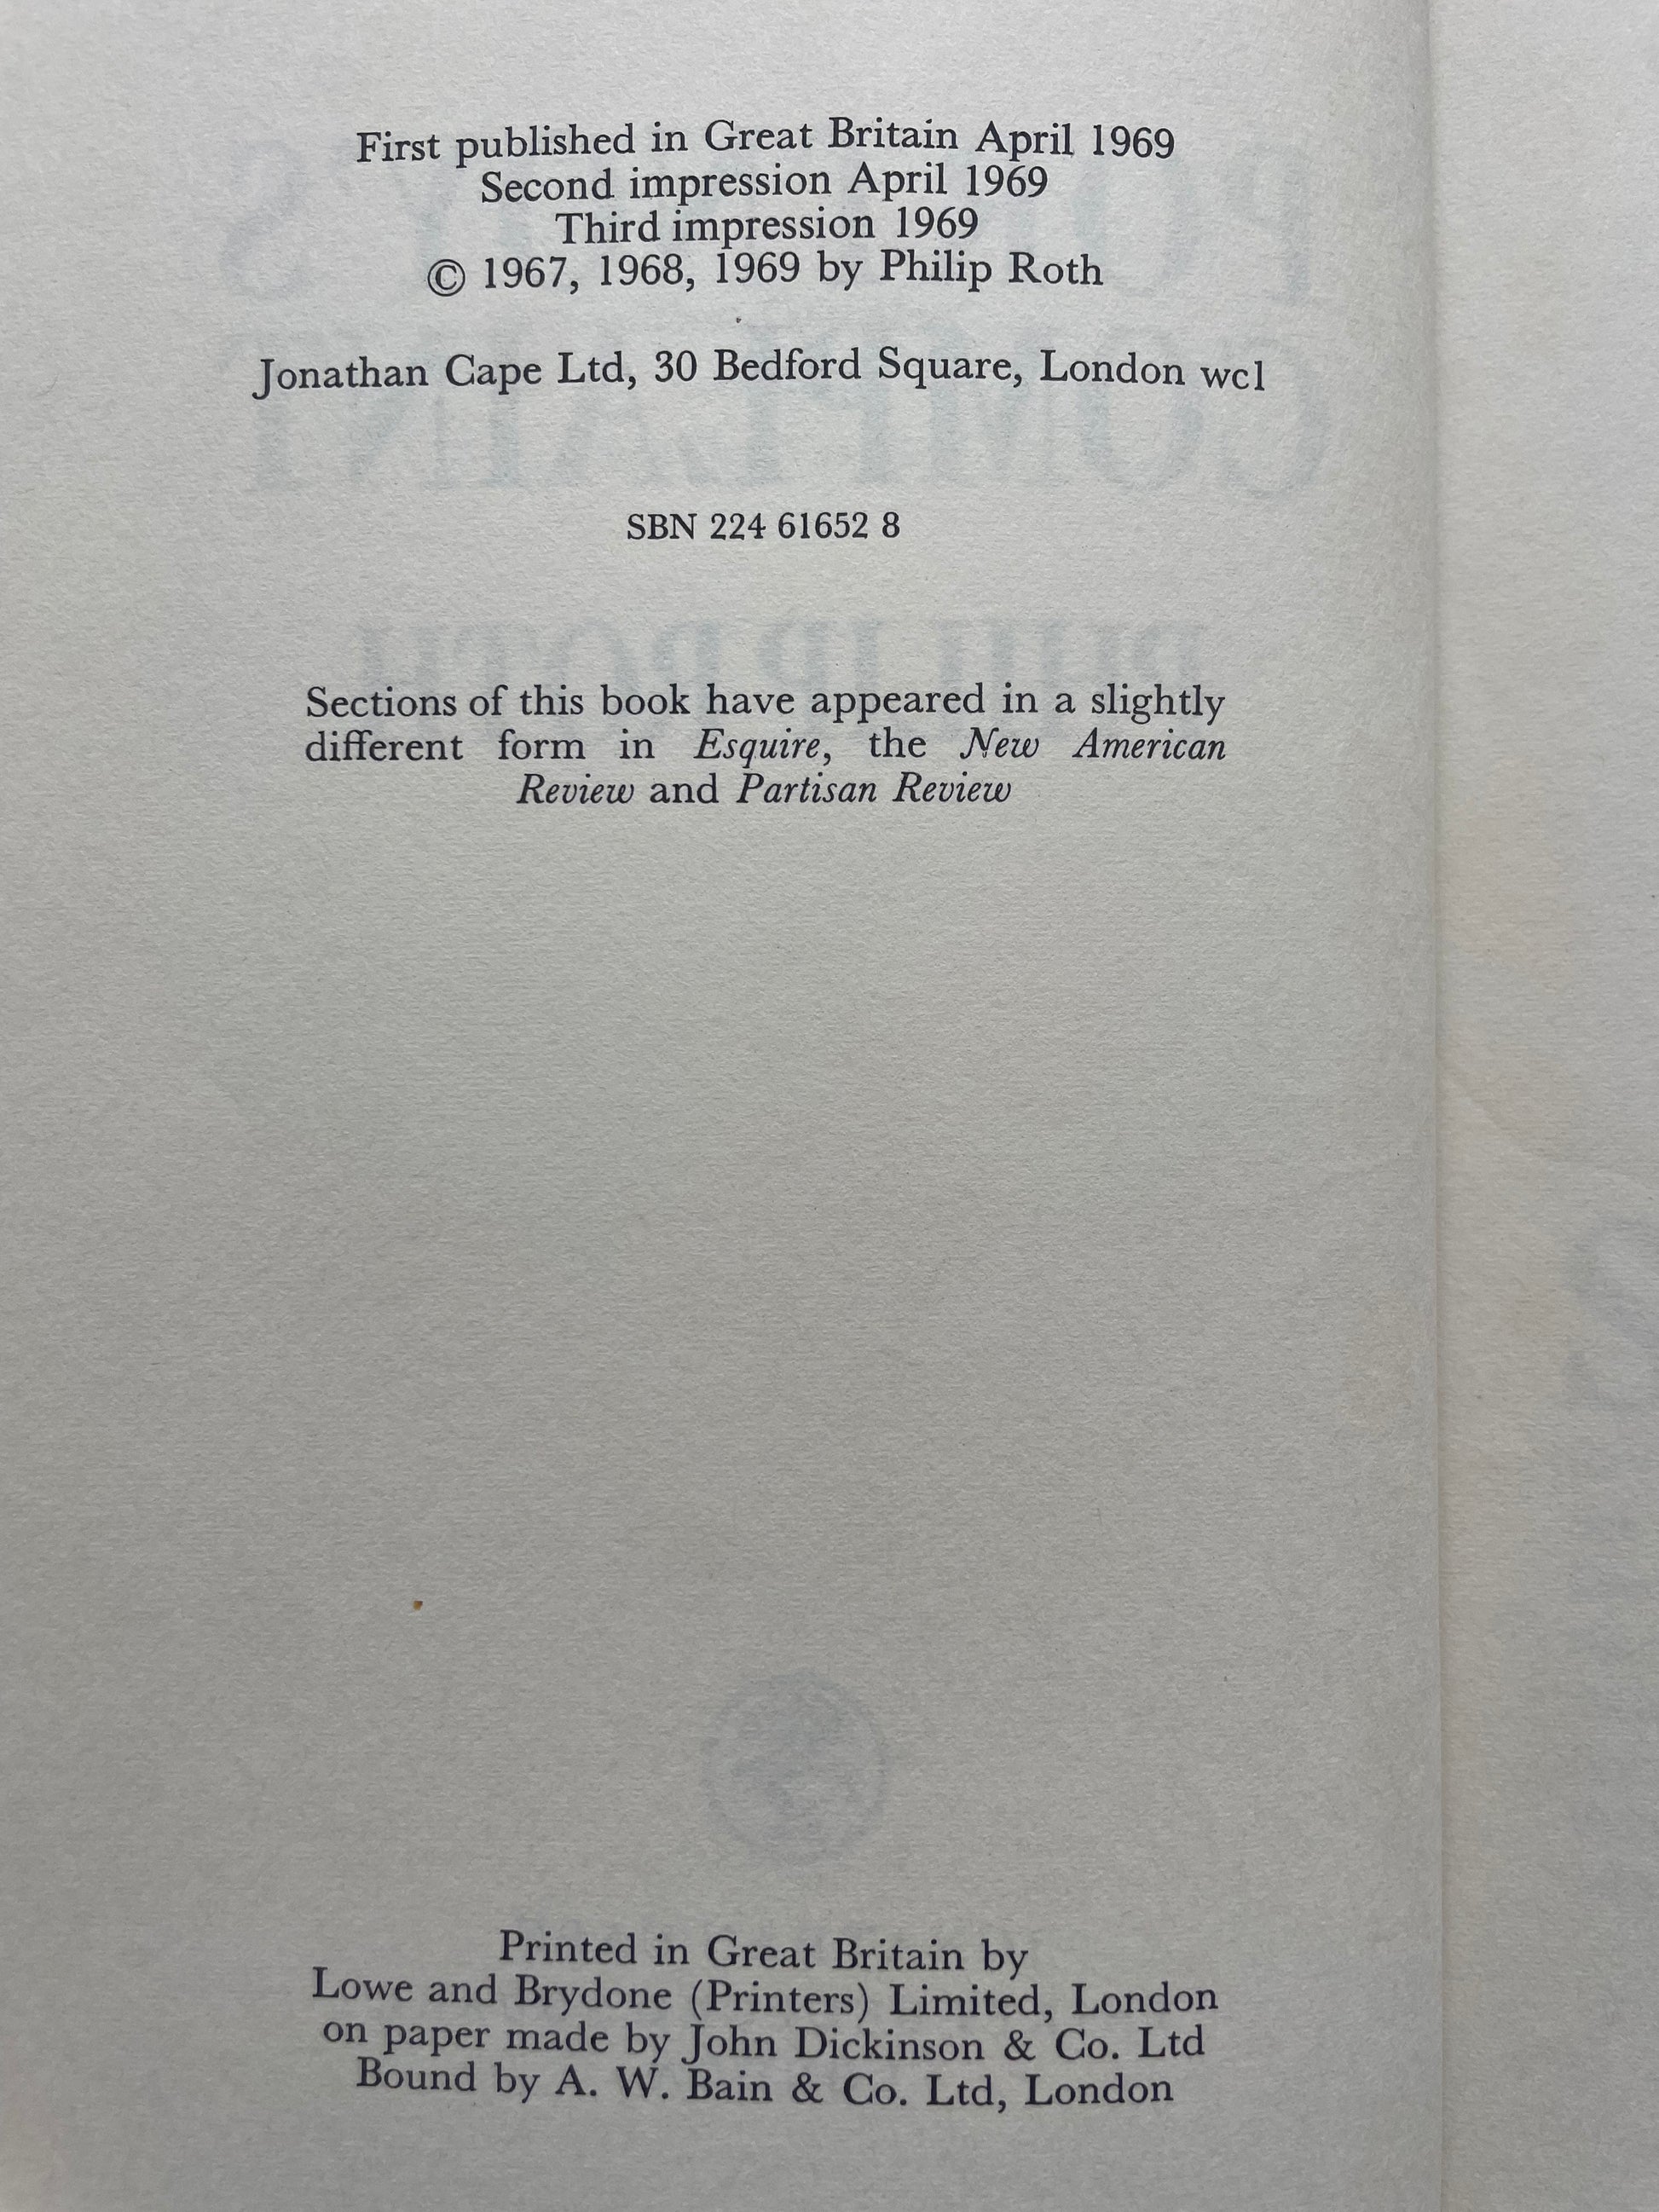 First published in Great Britain April 1969
Second impression April 1969
Third impression 1969
© 1967, 1968, 1969 by Philip Roth
Jonathan Cape Ltd, 30 Bedford Square, London wc1
SBN 224 61652 8
Sections of this book have appeared in a slightly
different form in Esquire, the New American
Review and Partisan Review
Printed in Great Britain by
Lowe and Brydone (Printers) Limited, London
on paper made by John Dickinson & Co. Ltd
Bound by A. W. Bain & Co. Ltd, London